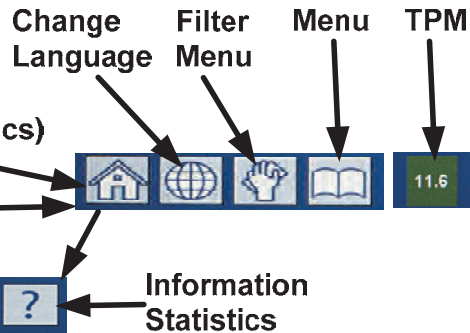 Change Language
Filter Menu
Menu
TPM
cs)
11.6
?
Information
Statistics